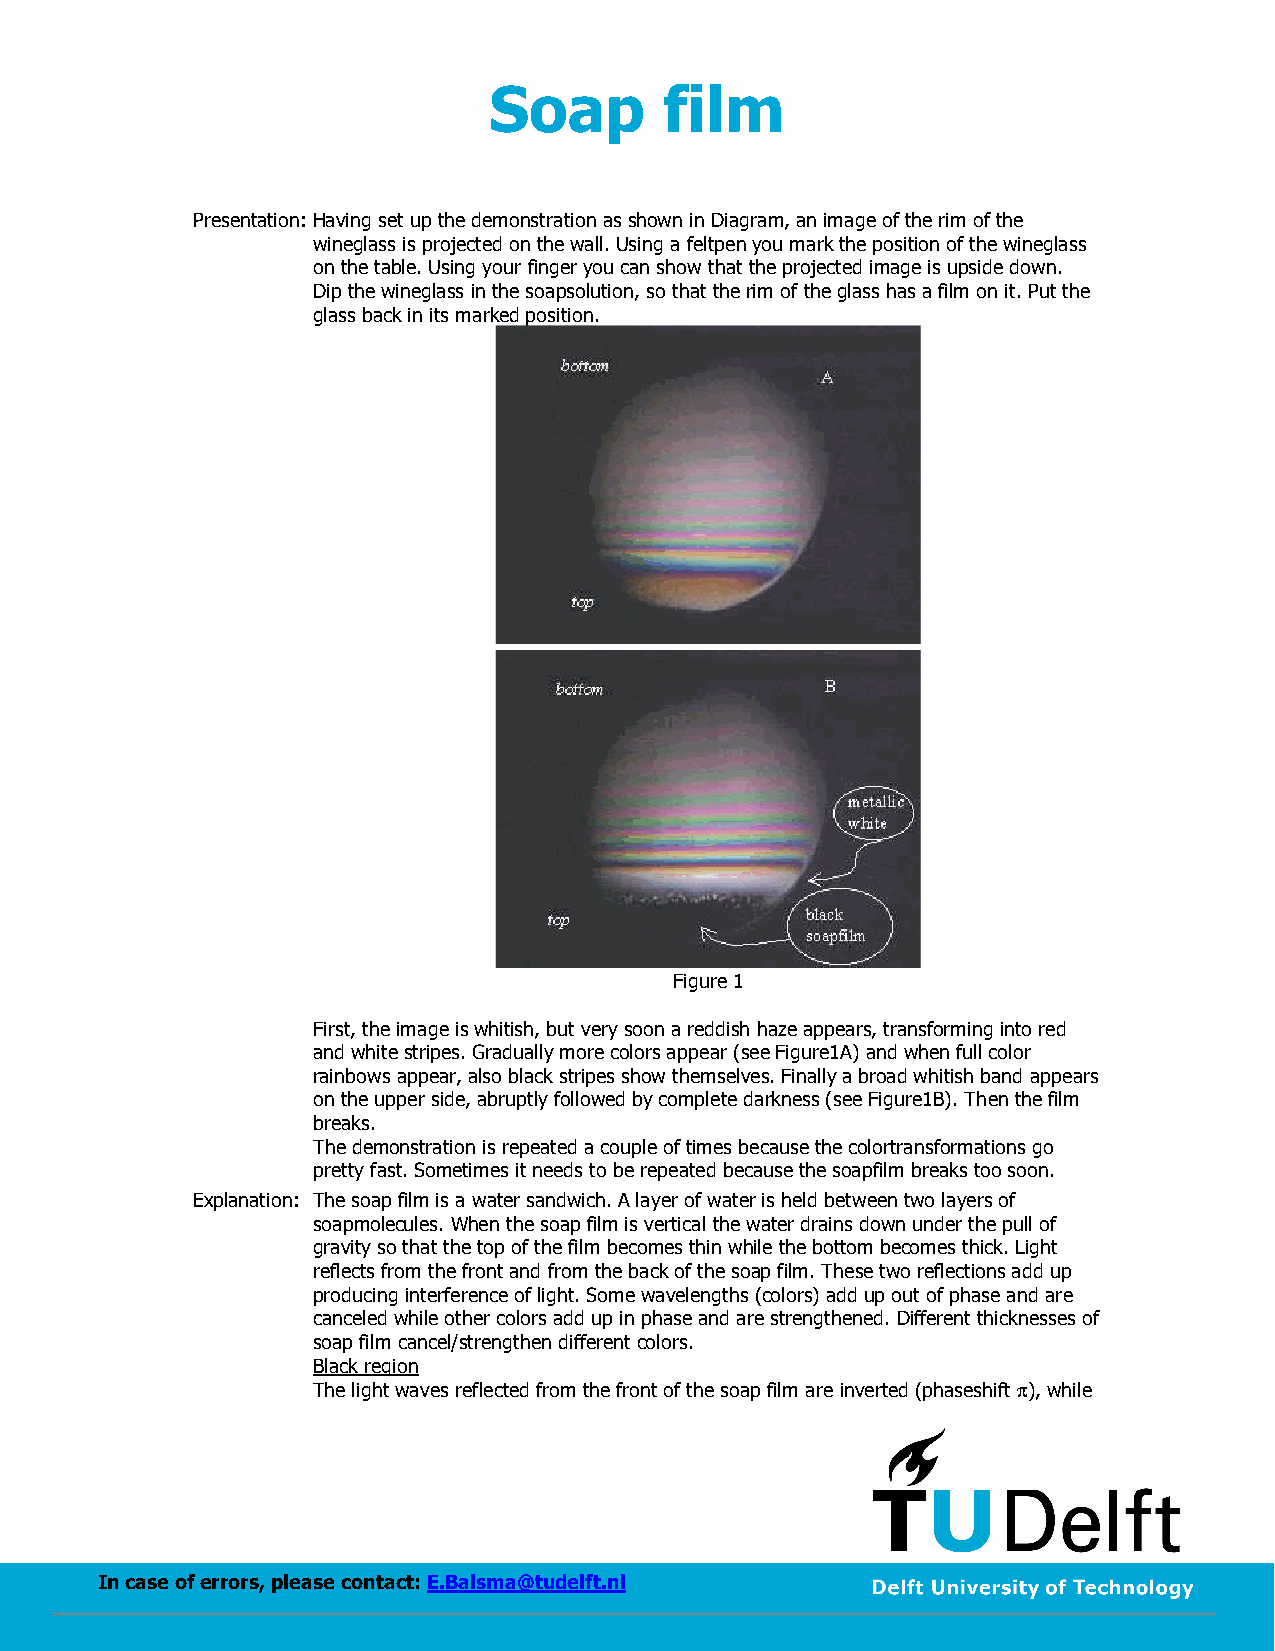 Soap film
Presentation: Having set up the demonstration as shown in Diagram, an image of the rim of the
wineglass is projected on the wall. Using a feltpen you mark the position of the wineglass
on the table. Using your finger you can show that the projected image is upside down.
Dip the wineglass in the soapsolution, so that the rim of the glass has a film on it. Put the
glass back in its marked position.
bottom
A
top
bottom
B
metallic
white
black
soapfilm
top
Figure 1
First, the image is whitish, but very soon a reddish haze appears, transforming into red
and white stripes. Gradually more colors appear (see Figure1A) and when full color
rainbows appear, also black stripes show themselves. Finally a broad whitish band appears
on the upper side, abruptly followed by complete darkness (see Figure1B). Then the film
breaks.
The demonstration is repeated a couple of times because the colortransformations go
pretty fast. Sometimes it needs to be repeated because the soapfilm breaks too soon.
Explanation: The soap film is a water sandwich. A layer of water is held between two layers of
soapmolecules. When the soap film is vertical the water drains down under the pull of
gravity so that the top of the film becomes thin while the bottom becomes thick. Light
reflects from the front and from the back of the soap film. These two reflections add up
producing interference of light. Some wavelengths (colors) add up out of phase and are
canceled while other colors add up in phase and are strengthened. Different thicknesses of
soap film cancel/strengthen different colors.
Black region
The light waves reflected from the front of the soap film are inverted (phaseshift π), while
TUDelft
In case of errors, please contact: E.Balsma@tudelft.nl
Delft University of Technology